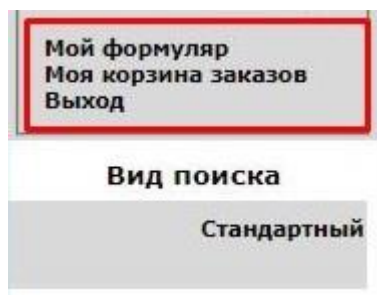 Мой формуляр
Моя корзина заказов
Выход
Вид поиска
Стандартный